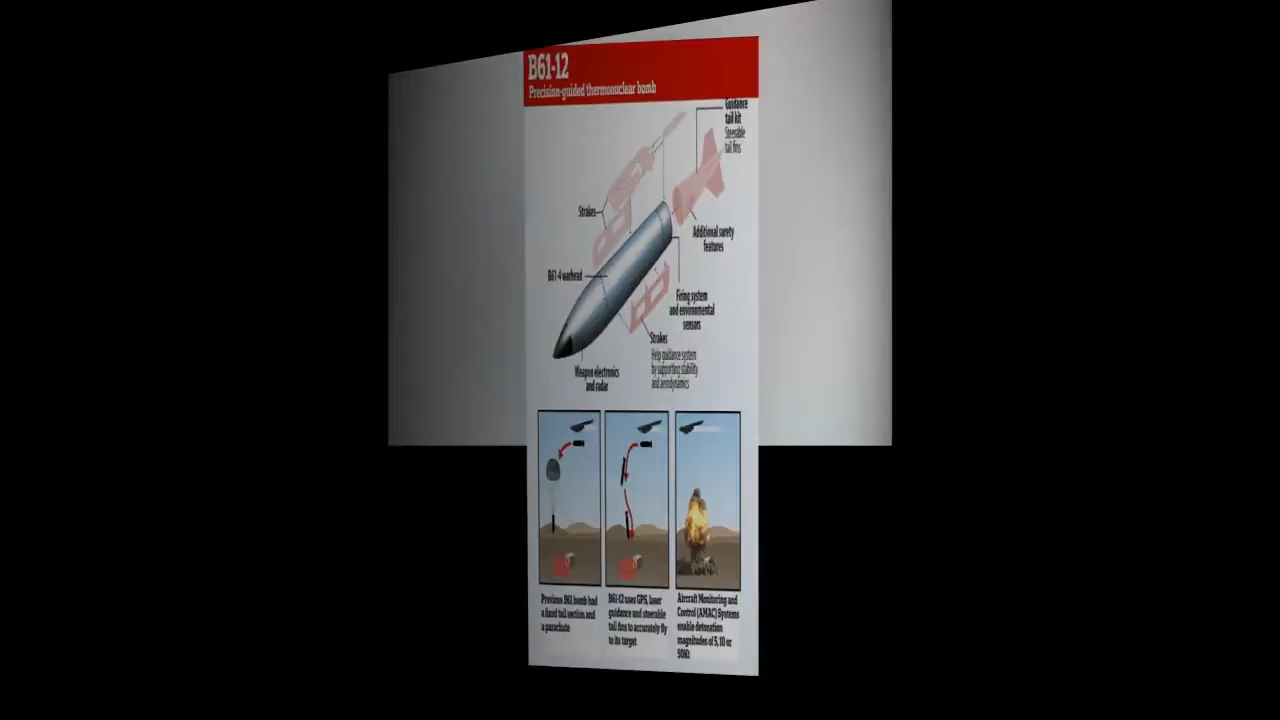 B61-12
Precision-guided thermonuclear bomb
Guidance
tail kit
Steerable
tail fins
Strakes
Additional surety
features
B61-4 warhead
Firing system
and environmental
sensors
Strakes
Help guidance system
by supporting stability
and aerodynamics
Weapon electronics
and radar
Previous B61 bomb had
a fixed tail section and
a parachute
B61-12 uses GPS, laser
guidance and steerable
tail fins to accurately fly
to its target
Aircraft Monitoring and
Control (AMAC) Systems
enable detonation
magnitudes of 5, 10 or